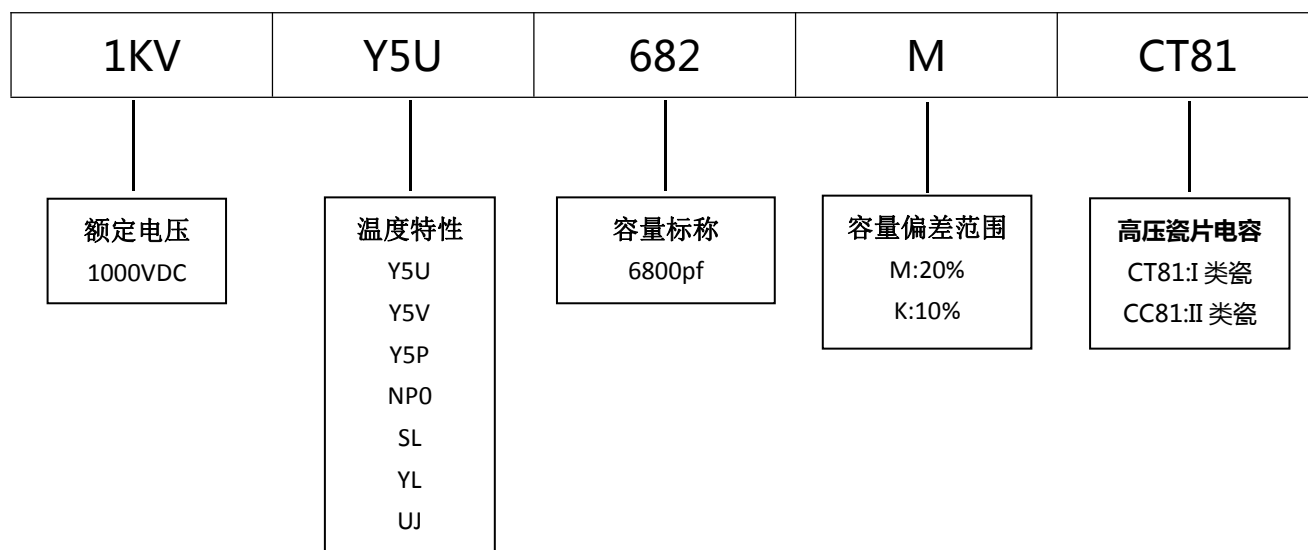 1KV Y5U 682 M CT81
额定电压
1000VDC
温度特性
Y5U
Y5V
Y5P
NP0
SL
YL
UJ
容量标称
6800pf
容量偏差范围
M:20%
K:10%
高压瓷片电容
CT81:I 类瓷
CC81:II 类瓷